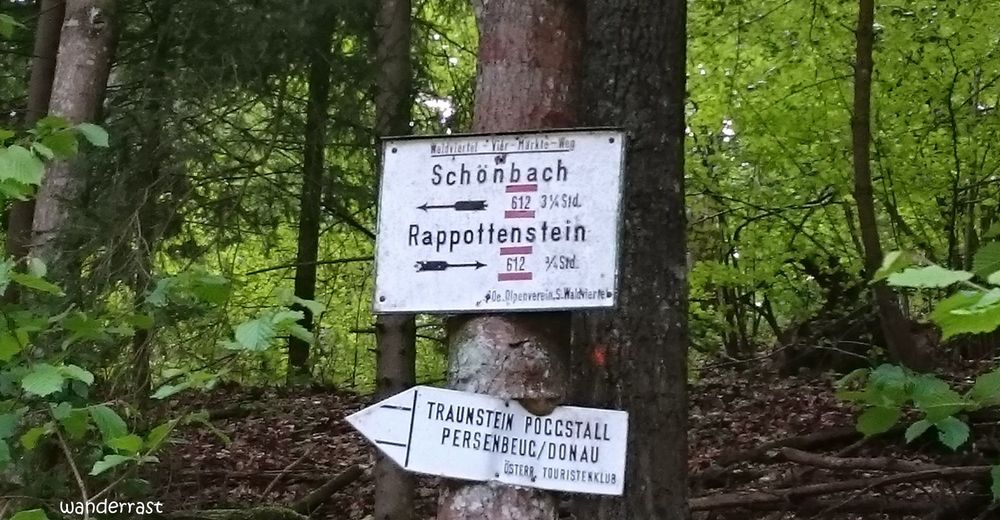 Waldviertel - Vier - Märkte - Weg
Schönbach
612 3¼ Std.
Rappottenstein
612 ¾ Std.
Oe. Olpenverein, S. Waldviertel
TRAUNSTEIN POGGSTALL
PERSENBEUG/DONAU
ÖSTERR. TOURISTENKLUB
wanderrast